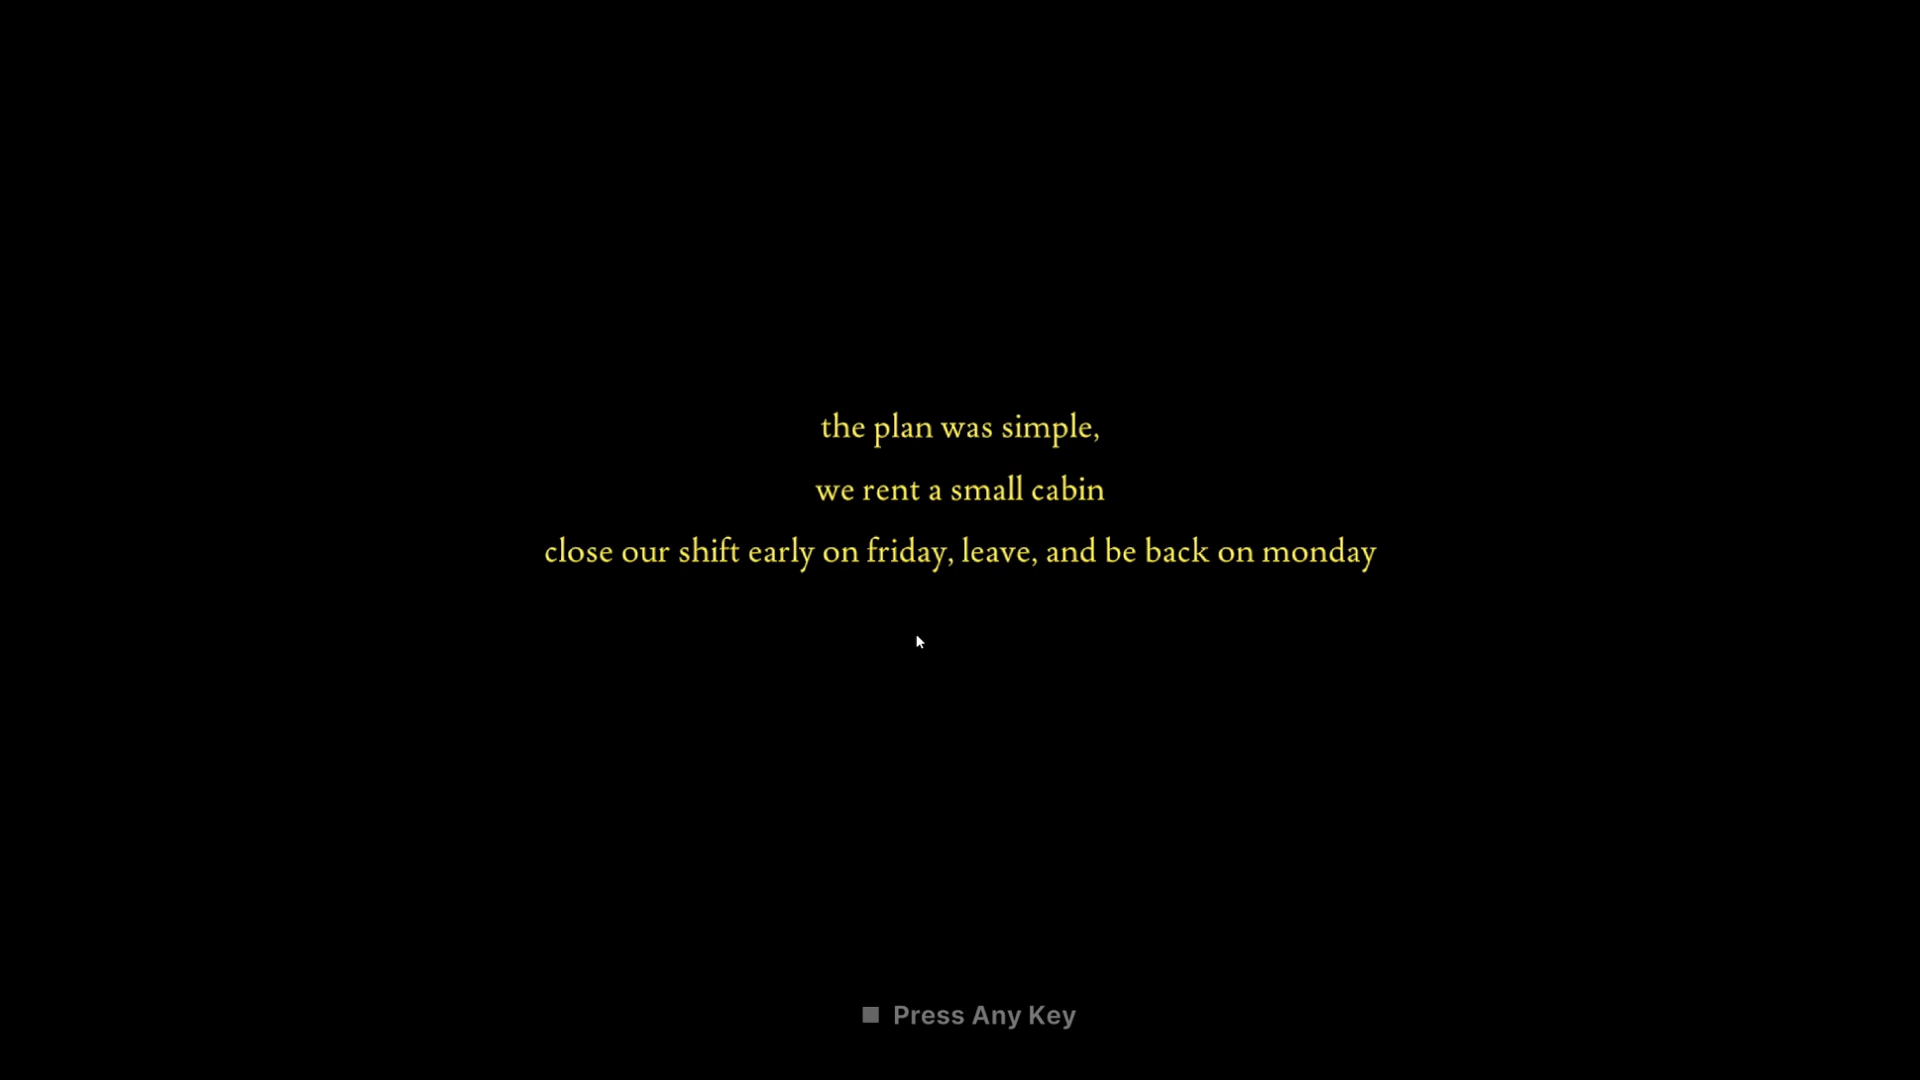 the plan was simple,
we rent a small cabin
close our shift early on friday, leave, and be back on monday
Press Any Key